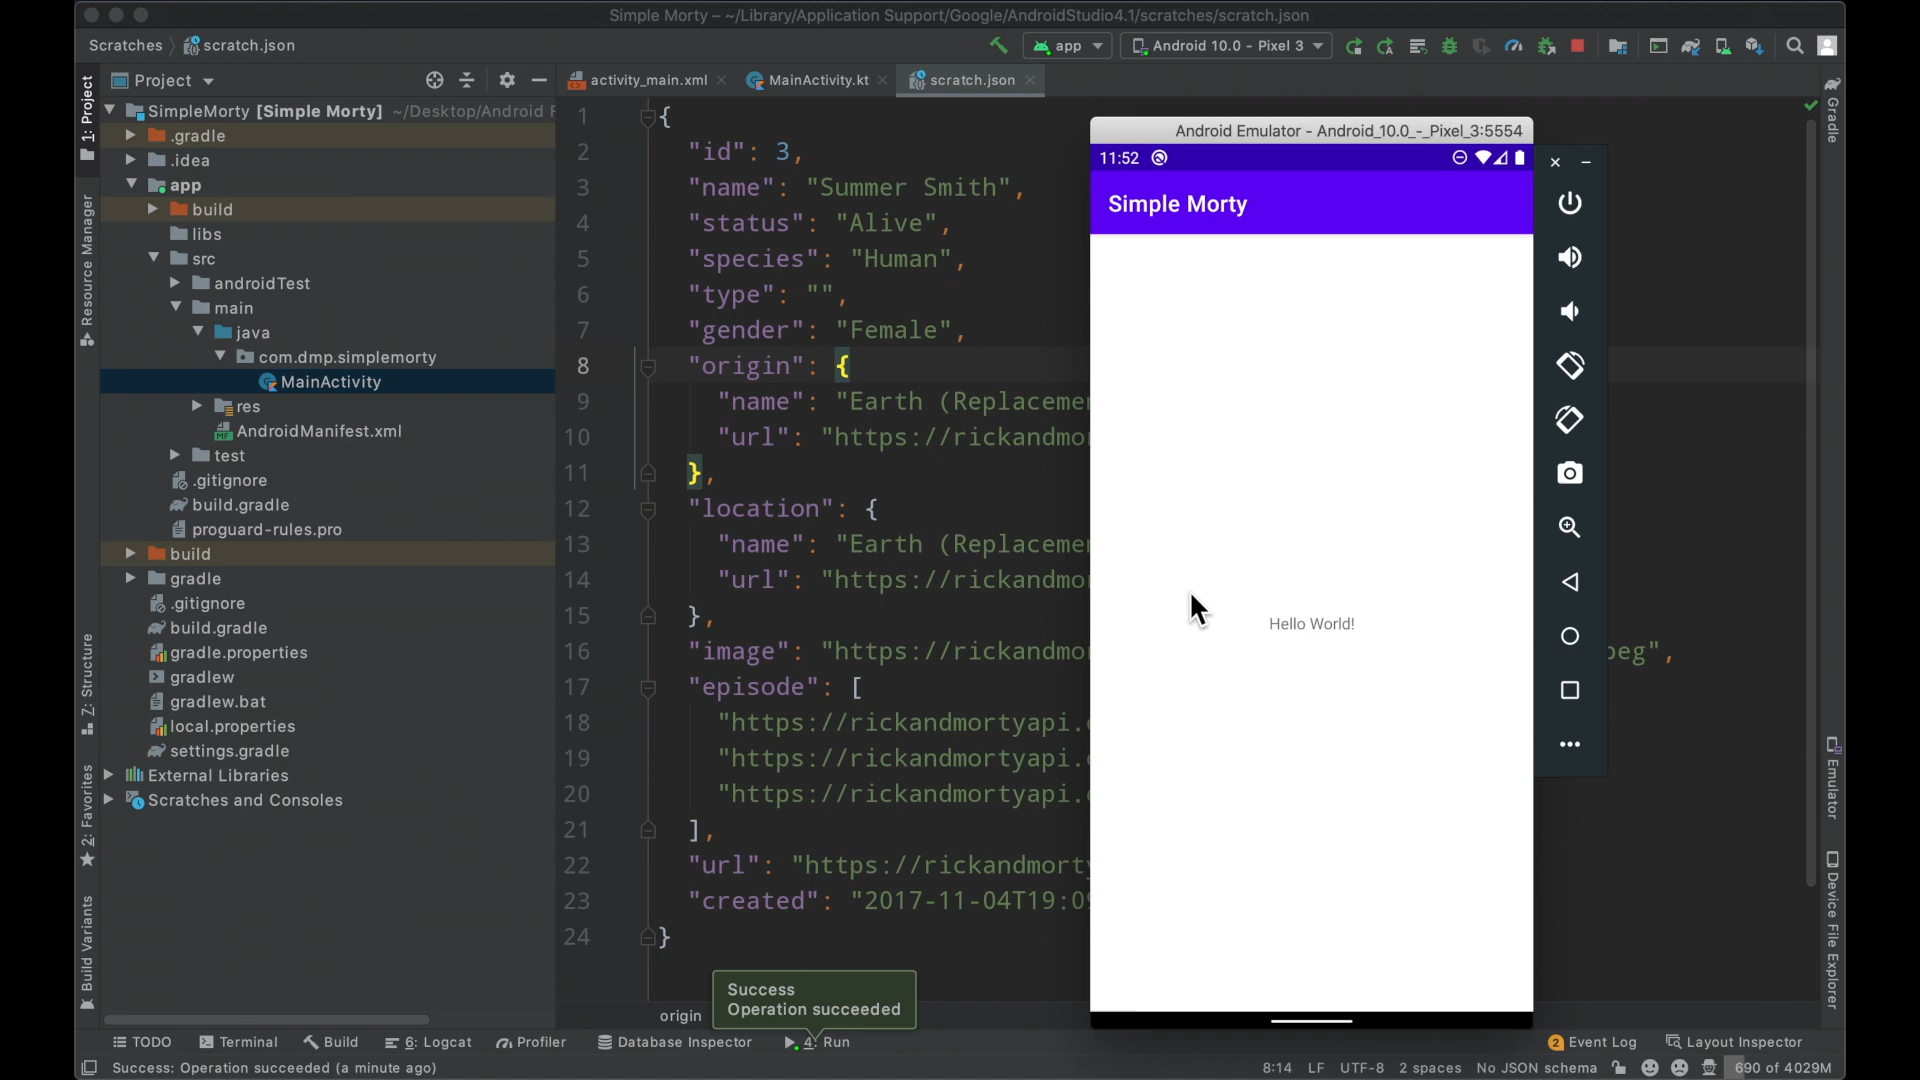 Simple Morty – ~/Library/Application Support/Google/AndroidStudio4.1/scratches/scratch.json
Scratches
scratch.json
app
Android 10.0 - Pixel 3
Project
activity_main.xml
MainActivity.kt
scratch.json
SimpleMorty [Simple Morty] ~/Desktop/Android
.gradle
.idea
app
build
libs
src
androidTest
main
java
com.dmp.simplemorty
MainActivity
res
AndroidManifest.xml
test
.gitignore
build.gradle
proguard-rules.pro
build
gradle
.gitignore
build.gradle
gradle.properties
gradlew
gradlew.bat
local.properties
settings.gradle
External Libraries
Scratches and Consoles
1: Project
Resource Manager
Z: Structure
2: Favorites
Build Variants
1 {
2 "id": 3,
3 "name": "Summer Smith",
4 "status": "Alive",
5 "species": "Human",
6 "type": "",
7 "gender": "Female",
8 "origin": {
9 "name": "Earth (Replaceme
10 "url": "https://rickandmo
11 },
12 "location": {
13 "name": "Earth (Replaceme
14 "url": "https://rickandmo
15 },
16 "image": "https://rickandmo peg",
17 "episode": [
18 "https://rickandmortyapi.
19 "https://rickandmortyapi.
20 "https://rickandmortyapi.
21 ],
22 "url": "https://rickandmorty
23 "created": "2017-11-04T19:0
24 }
origin
Success
Operation succeeded
Android Emulator - Android_10.0_-_Pixel_3:5554
11:52
Simple Morty
Hello World!
Gradle
Emulator
Device File Explorer
TODO
Terminal
Build
6: Logcat
Profiler
Database Inspector
4: Run
2 Event Log
Layout Inspector
Success: Operation succeeded (a minute ago)
8:14 LF UTF-8 2 spaces No JSON schema 690 of 4029M